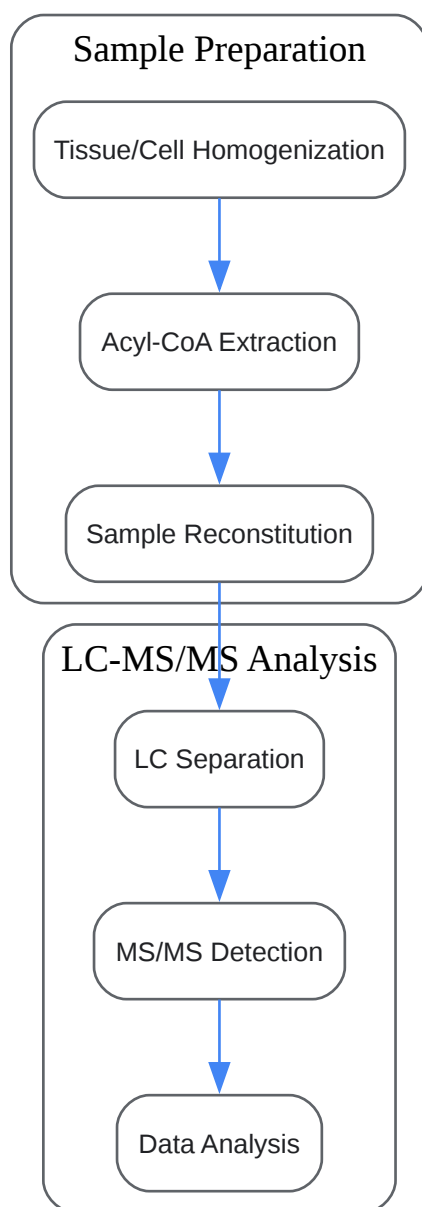 Sample Preparation
Tissue/Cell Homogenization
Acyl-CoA Extraction
Sample Reconstitution
LC-MS/MS Analysis
LC Separation
MS/MS Detection
Data Analysis